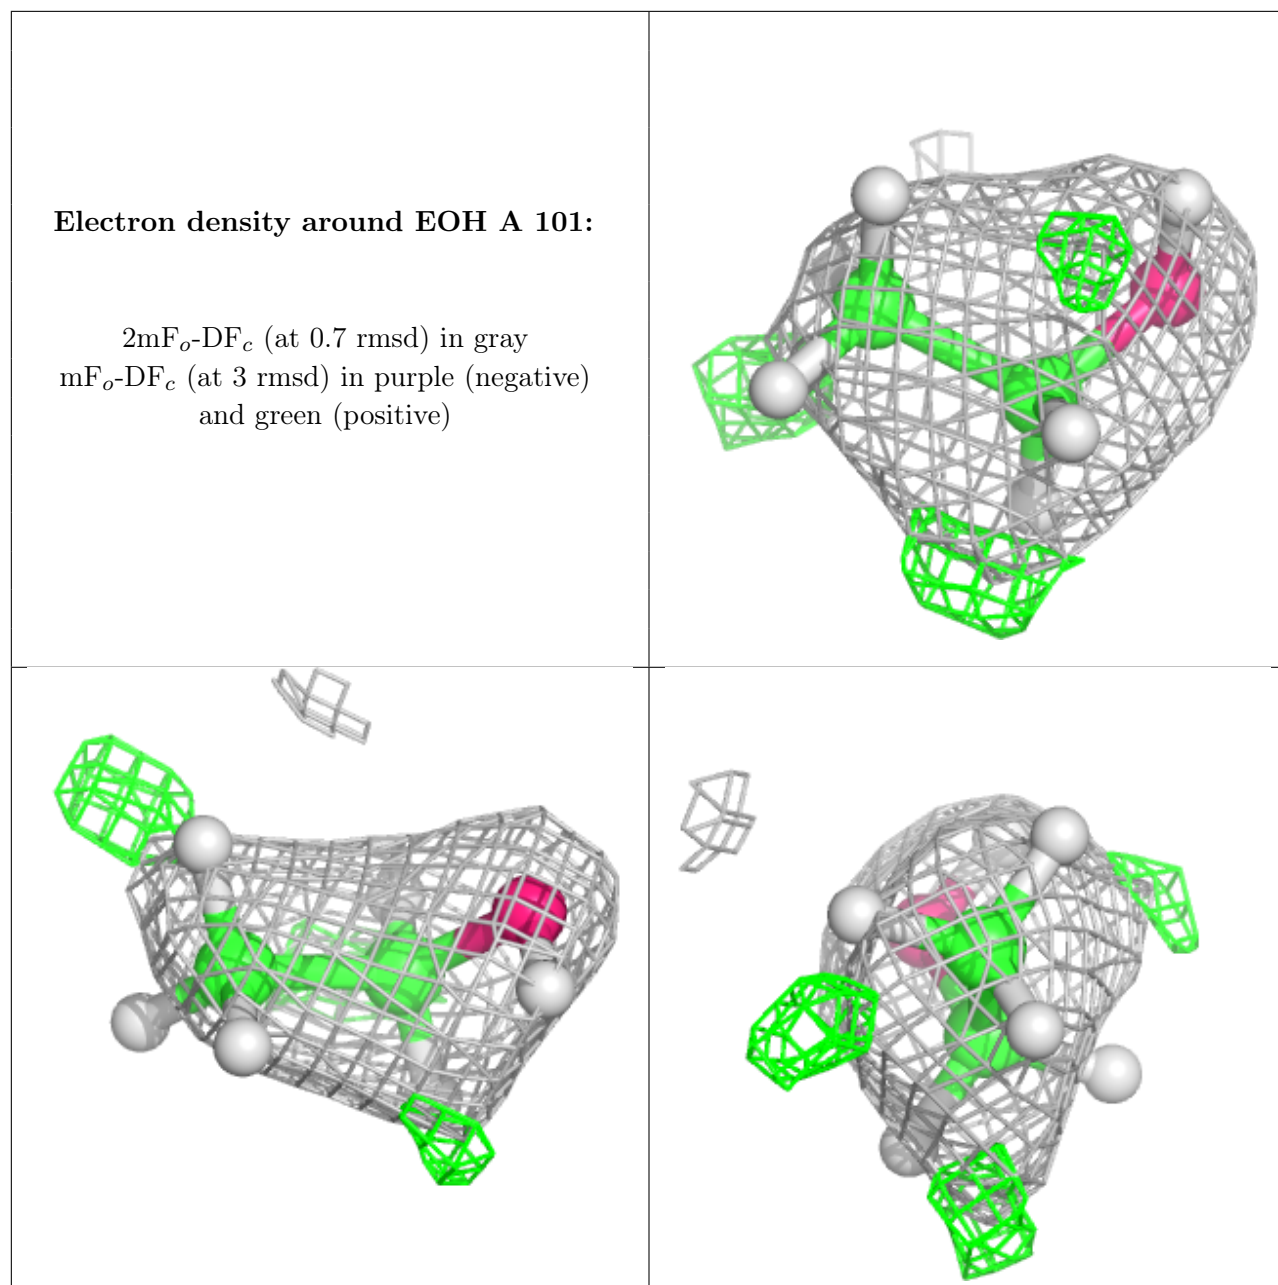 Electron density around EOH A 101:
2mFo-DFc (at 0.7 rmsd) in gray
mFo-DFc (at 3 rmsd) in purple (negative)
and green (positive)